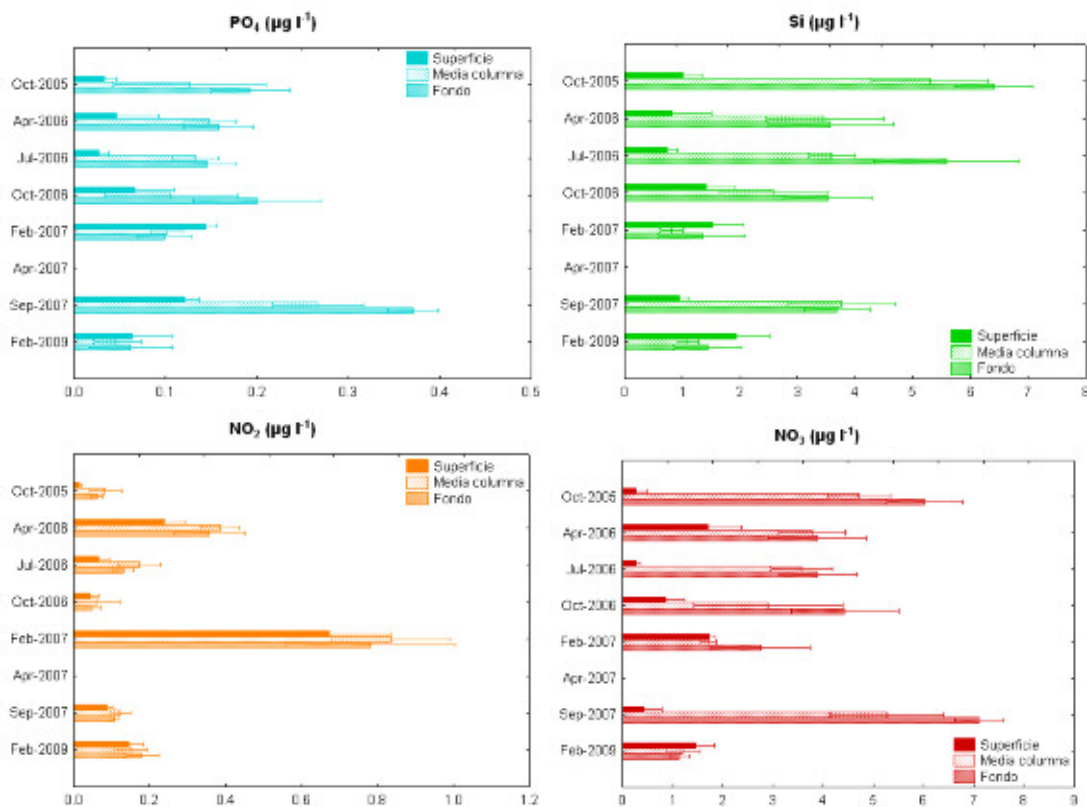 PO₄ (µg l⁻¹)
Superficie
Media columna
Fondo
Oct-2005
Apr-2006
Jul-2006
Oct-2006
Feb-2007
Apr-2007
Sep-2007
Feb-2009
0.0 0.1 0.2 0.3 0.4 0.5
Si (µg l⁻¹)
Oct-2005
Apr-2006
Jul-2006
Oct-2006
Feb-2007
Apr-2007
Sep-2007
Feb-2009
Superficie
Media columna
Fondo
0 1 2 3 4 5 6 7 8
NO₂ (µg l⁻¹)
Superficie
Media columna
Fondo
Oct-2005
Apr-2006
Jul-2006
Oct-2006
Feb-2007
Apr-2007
Sep-2007
Feb-2009
0.0 0.2 0.4 0.6 0.8 1.0 1.2
NO₃ (µg l⁻¹)
Oct-2005
Apr-2006
Jul-2006
Oct-2006
Feb-2007
Apr-2007
Sep-2007
Feb-2009
Superficie
Media columna
Fondo
0 1 2 3 4 5 6 7 8 9